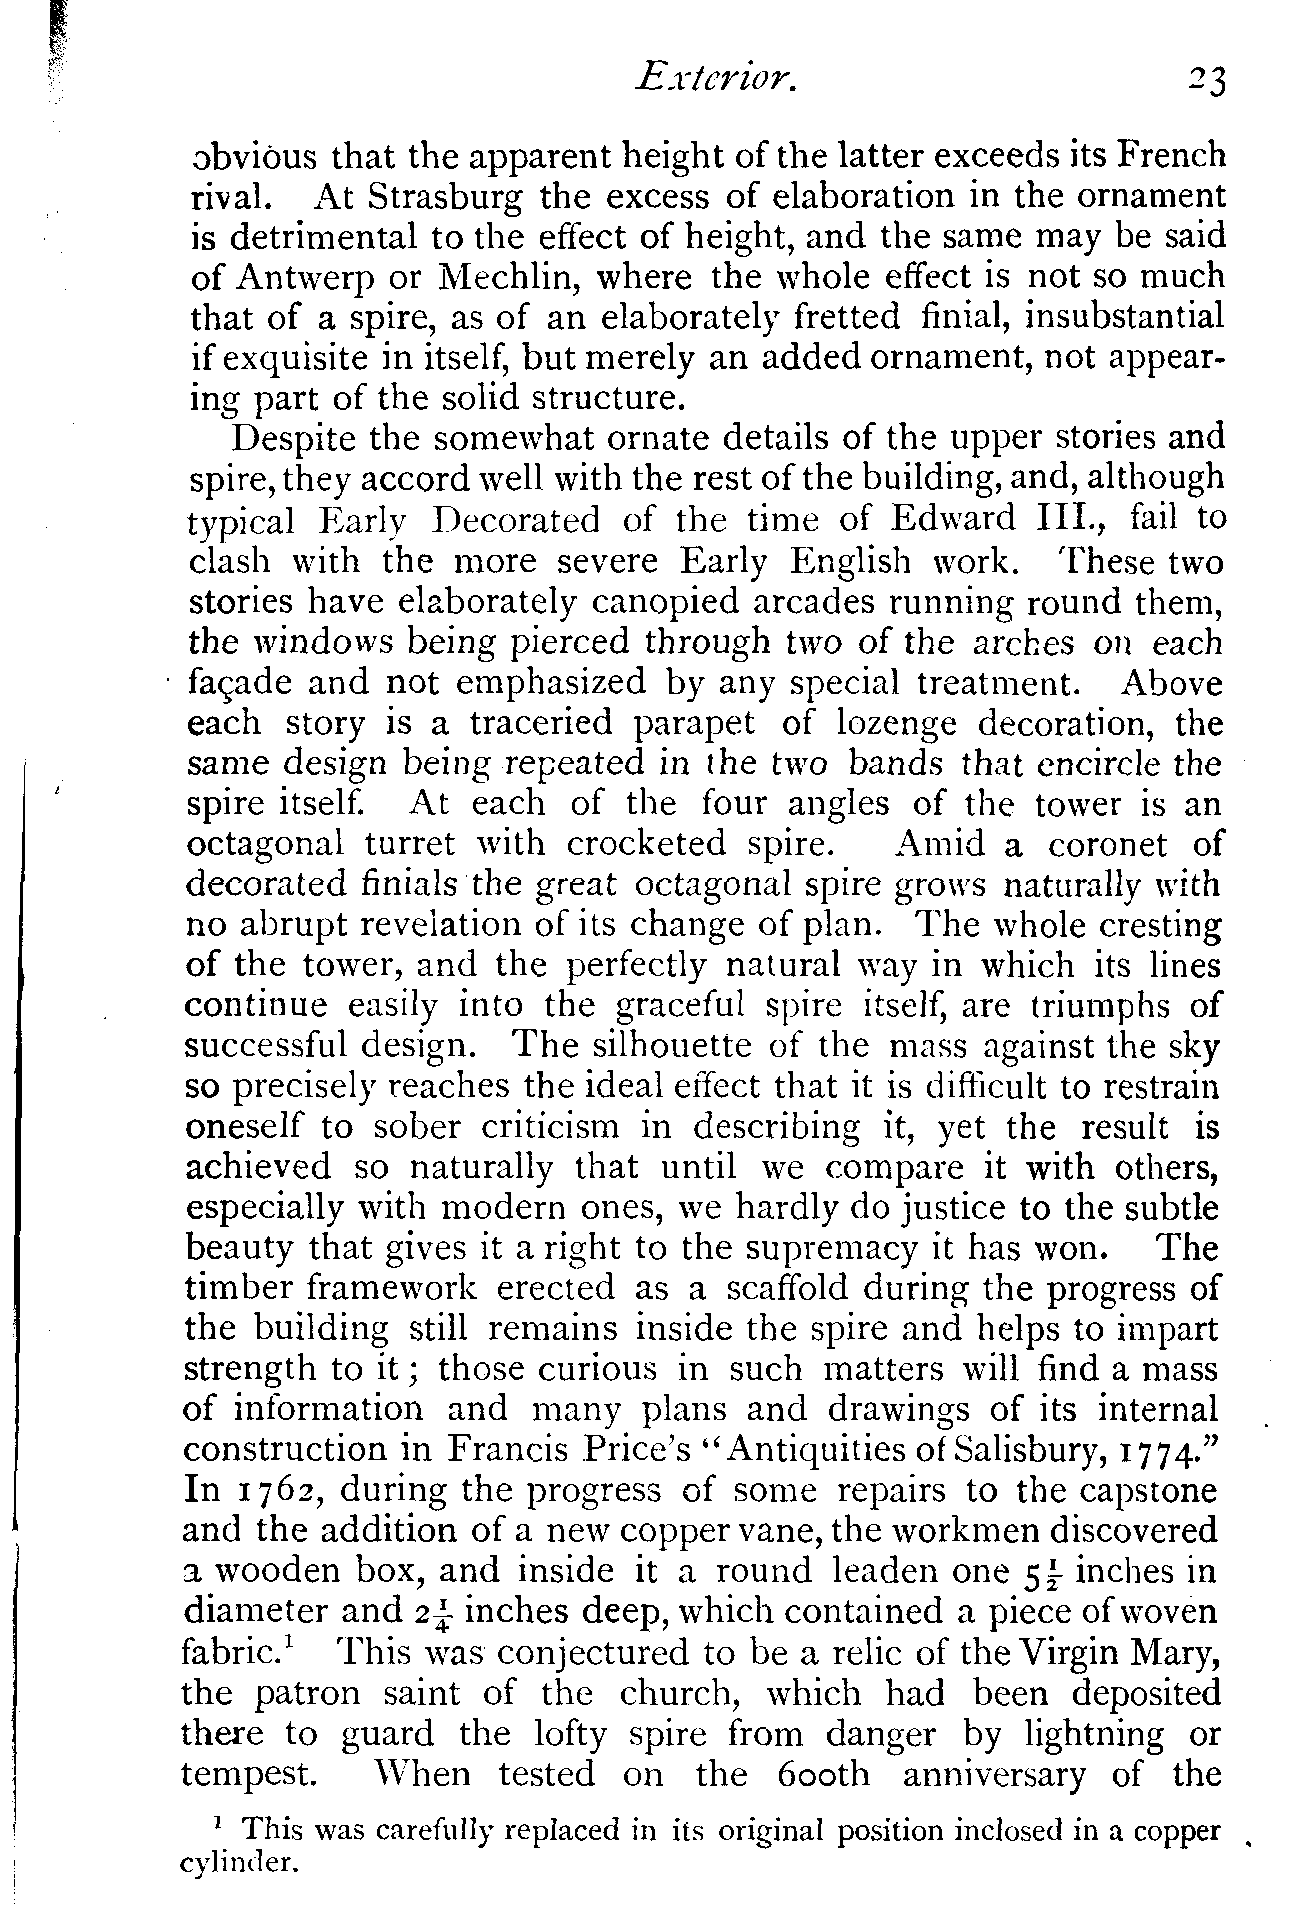 Exterior. 23
obvious that the apparent height of the latter exceeds its French
rival. At Strasburg the excess of elaboration in the ornament
is detrimental to the effect of height, and the same may be said
of Antwerp or Mechlin, where the whole effect is not so much
that of a spire, as of an elaborately fretted finial, insubstantial
if exquisite in itself, but merely an added ornament, not appear-
ing part of the solid structure.
Despite the somewhat ornate details of the upper stories and
spire, they accord well with the rest of the building, and, although
typical Early Decorated of the time of Edward III., fail to
clash with the more severe Early English work. These two
stories have elaborately canopied arcades running round them,
the windows being pierced through two of the arches on each
façade and not emphasized by any special treatment. Above
each story is a traceried parapet of lozenge decoration, the
same design being repeated in the two bands that encircle the
spire itself. At each of the four angles of the tower is an
octagonal turret with crocketed spire. Amid a coronet of
decorated finials the great octagonal spire grows naturally with
no abrupt revelation of its change of plan. The whole cresting
of the tower, and the perfectly natural way in which its lines
continue easily into the graceful spire itself, are triumphs of
successful design. The silhouette of the mass against the sky
so precisely reaches the ideal effect that it is difficult to restrain
oneself to sober criticism in describing it, yet the result is
achieved so naturally that until we compare it with others,
especially with modern ones, we hardly do justice to the subtle
beauty that gives it a right to the supremacy it has won. The
timber framework erected as a scaffold during the progress of
the building still remains inside the spire and helps to impart
strength to it; those curious in such matters will find a mass
of information and many plans and drawings of its internal
construction in Francis Price's "Antiquities of Salisbury, 1774."
In 1762, during the progress of some repairs to the capstone
and the addition of a new copper vane, the workmen discovered
a wooden box, and inside it a round leaden one 5½ inches in
diameter and 2¼ inches deep, which contained a piece of woven
fabric.¹ This was conjectured to be a relic of the Virgin Mary,
the patron saint of the church, which had been deposited
there to guard the lofty spire from danger by lightning or
tempest. When tested on the 600th anniversary of the
¹ This was carefully replaced in its original position inclosed in a copper
cylinder.